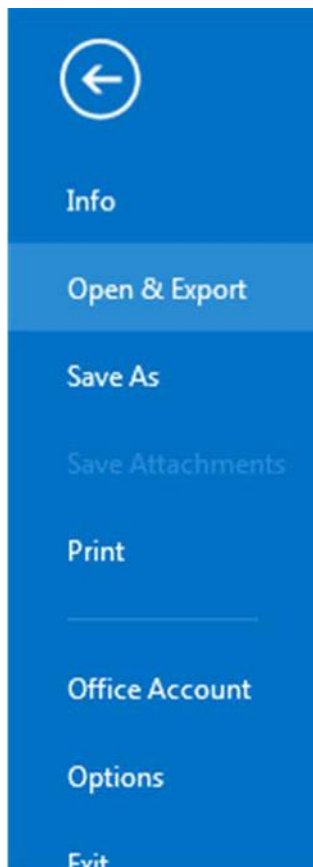 Info
Open & Export
Save As
Save Attachments
Print
Office Account
Options
Exit